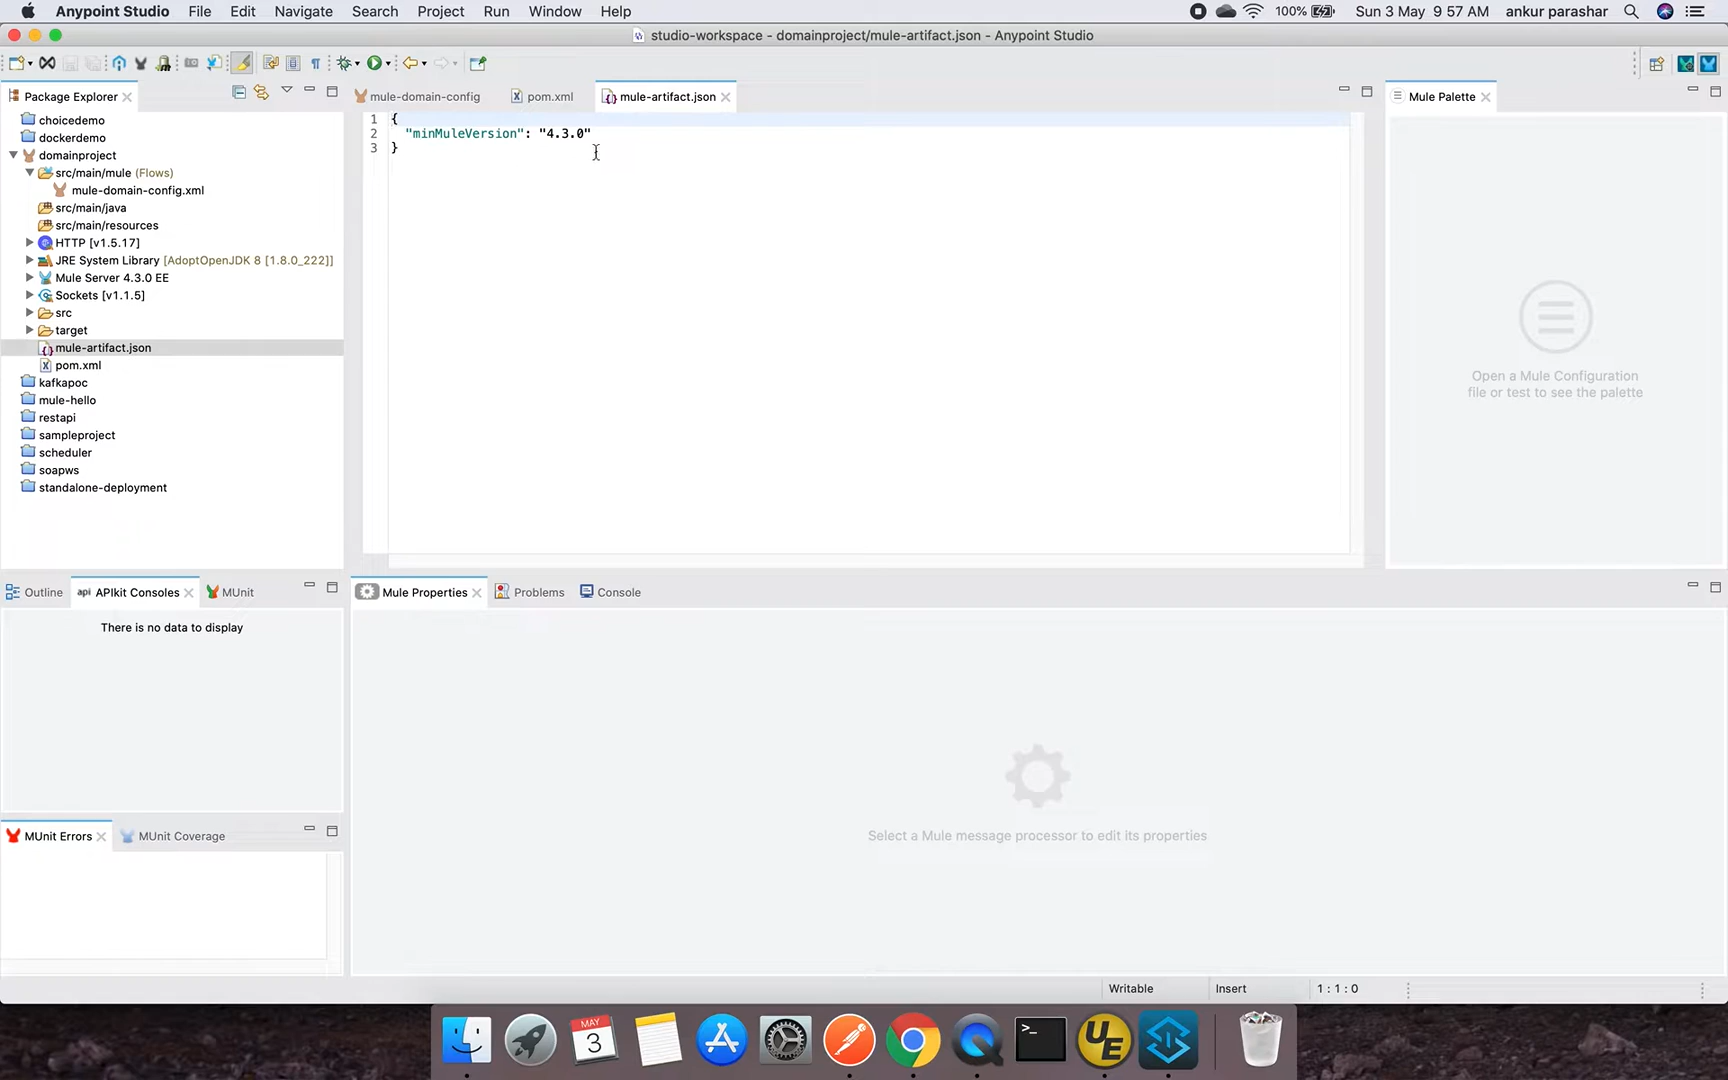 Anypoint Studio File Edit Navigate Search Project Run Window Help 100% Sun 3 May 9:57 AM ankur parashar
studio-workspace - domainproject/mule-artifact.json - Anypoint Studio
Package Explorer
mule-domain-config pom.xml mule-artifact.json
Mule Palette
choicedemo
dockerdemo
domainproject
src/main/mule (Flows)
mule-domain-config.xml
src/main/java
src/main/resources
HTTP [v1.5.17]
JRE System Library [AdoptOpenJDK 8 [1.8.0_222]]
Mule Server 4.3.0 EE
Sockets [v1.1.5]
src
target
mule-artifact.json
pom.xml
kafkapoc
mule-hello
restapi
sampleproject
scheduler
soapws
standalone-deployment
1 {
2 "minMuleVersion": "4.3.0"
3 }
Open a Mule Configuration
file or test to see the palette
Outline api APIkit Consoles MUnit
There is no data to display
MUnit Errors MUnit Coverage
Mule Properties Problems Console
Select a Mule message processor to edit its properties
Writable Insert 1 : 1 : 0
MAY
3
>_
UE